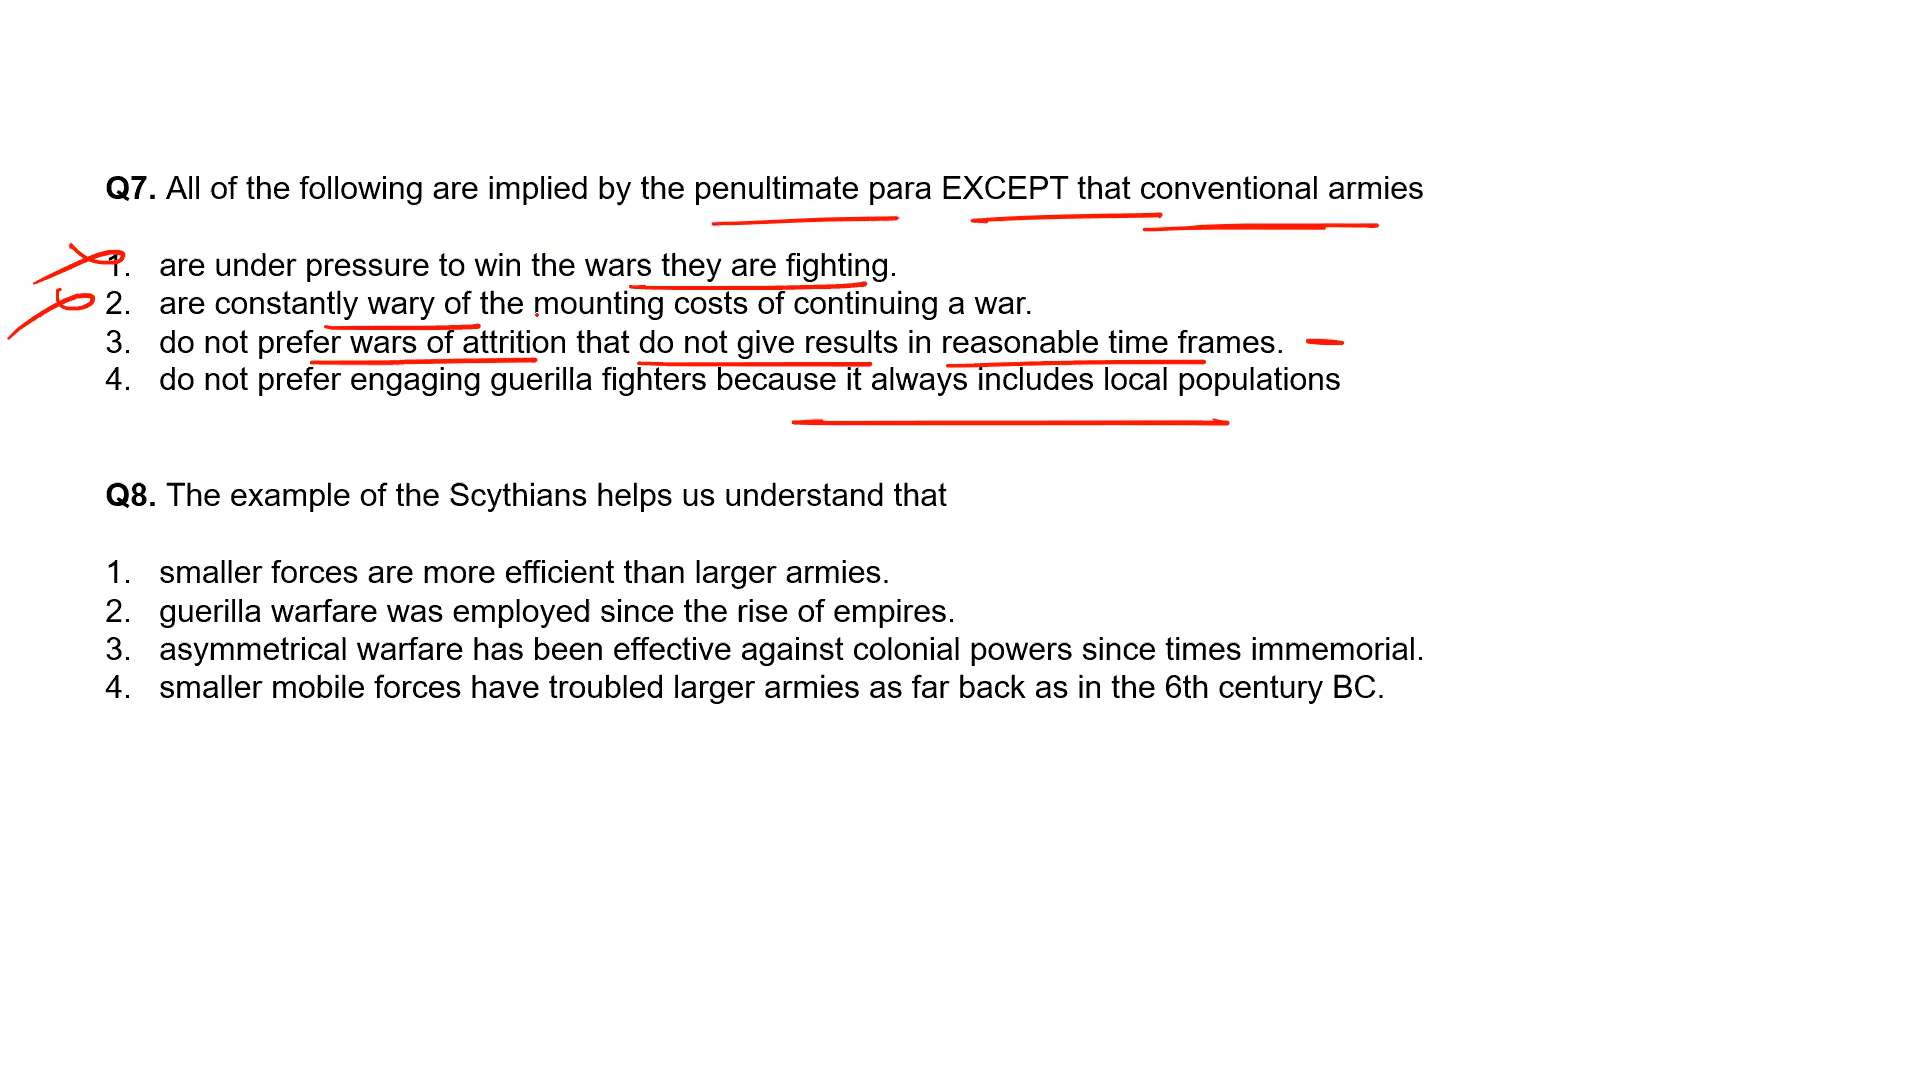 Q7. All of the following are implied by the penultimate para EXCEPT that conventional armies
1. are under pressure to win the wars they are fighting.
2. are constantly wary of the mounting costs of continuing a war.
3. do not prefer wars of attrition that do not give results in reasonable time frames.
4. do not prefer engaging guerilla fighters because it always includes local populations
Q8. The example of the Scythians helps us understand that
1. smaller forces are more efficient than larger armies.
2. guerilla warfare was employed since the rise of empires.
3. asymmetrical warfare has been effective against colonial powers since times immemorial.
4. smaller mobile forces have troubled larger armies as far back as in the 6th century BC.